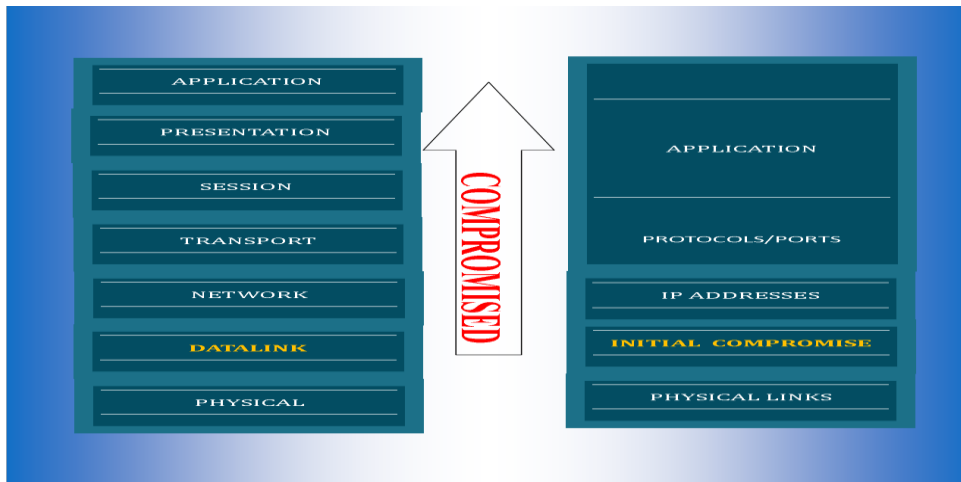 APPLICATION
PRESENTATION
SESSION
TRANSPORT
NETWORK
DATALINK
PHYSICAL
COMPROMISED
APPLICATION
PROTOCOLS/PORTS
IP ADDRESSES
INITIAL COMPROMISE
PHYSICAL LINKS